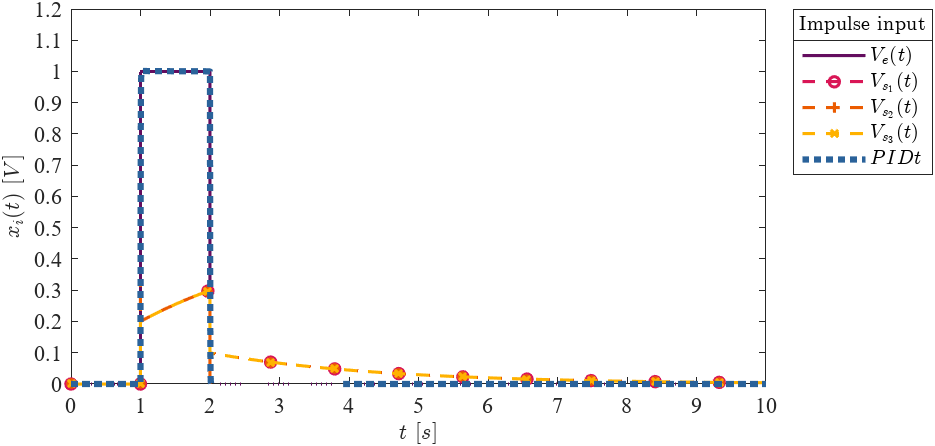 Impulse input
V_e(t)
V_{s_1}(t)
V_{s_2}(t)
V_{s_3}(t)
PIDt
1.2
1.1
1
0.9
0.8
0.7
0.6
0.5
0.4
0.3
0.2
0.1
0
x_i(t) [V]
0 1 2 3 4 5 6 7 8 9 10
t [s]